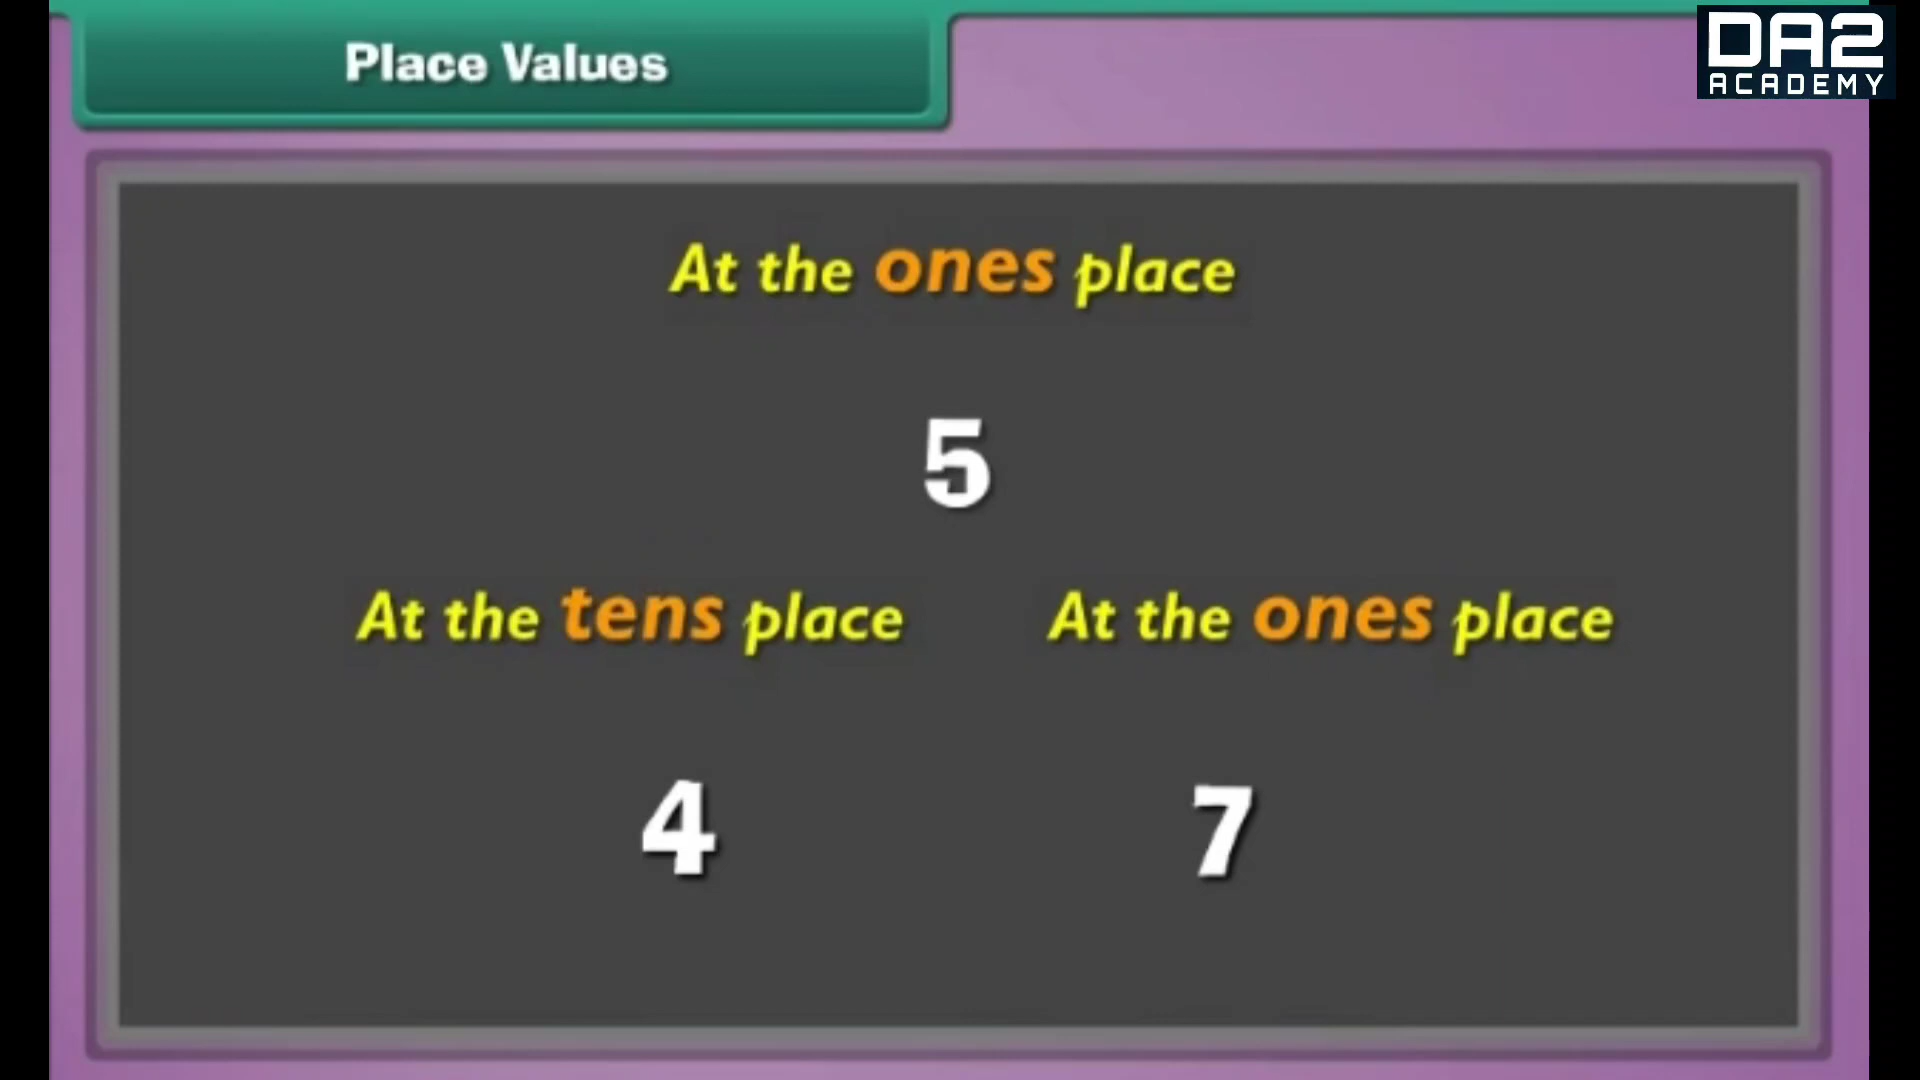 Place Values
DA2
ACADEMY
At the ones place
5
At the tens place
At the ones place
4
7